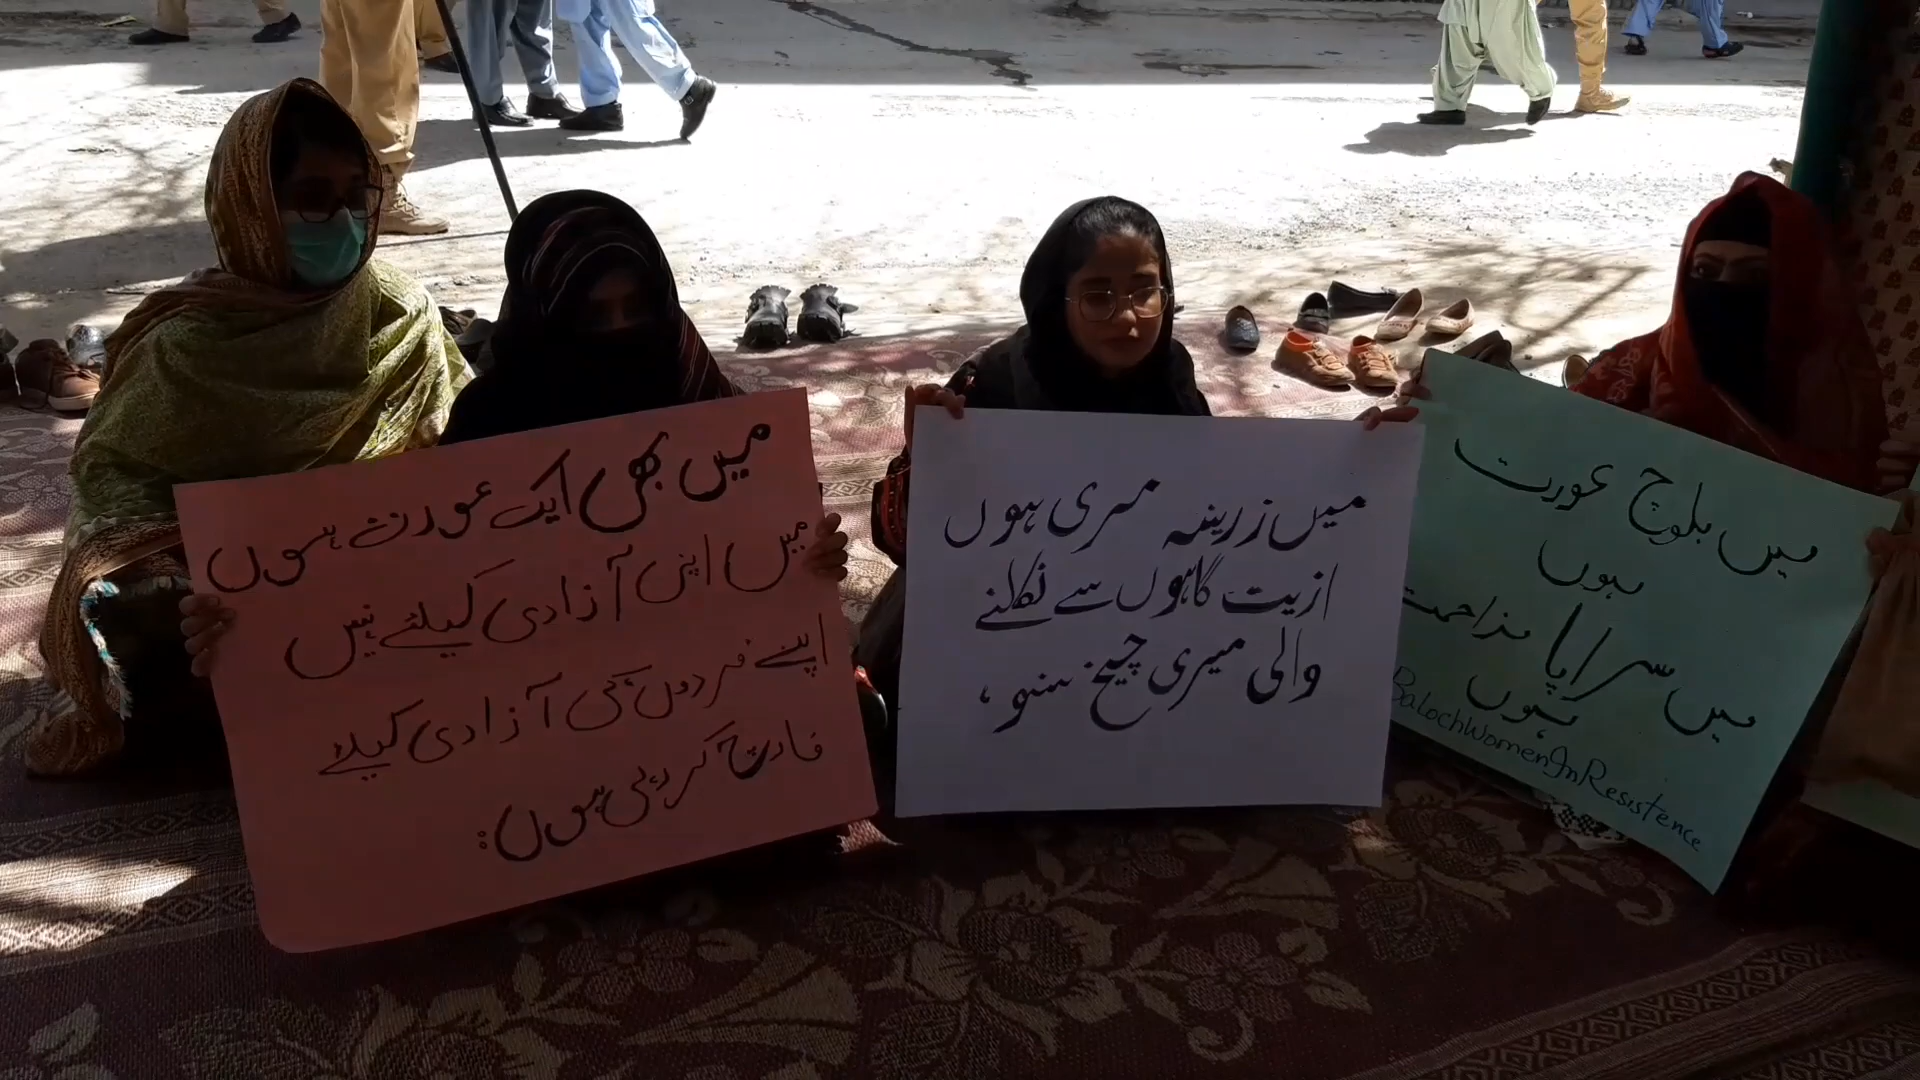 میں بھی ایک عورت ہوں
میں اپنی آزادی کیلئے نہیں
اپنے مردوں کی آزادی کیلئے
مارچ کر رہی ہوں:
میں زرینہ مری ہوں
ازیت گاہوں سے نکلنے
والی میری چیخ سنو،
میں بلوچ عورت
ہوں
میں سراپا مزاحمت
ہوں
BalochWomenInResistence